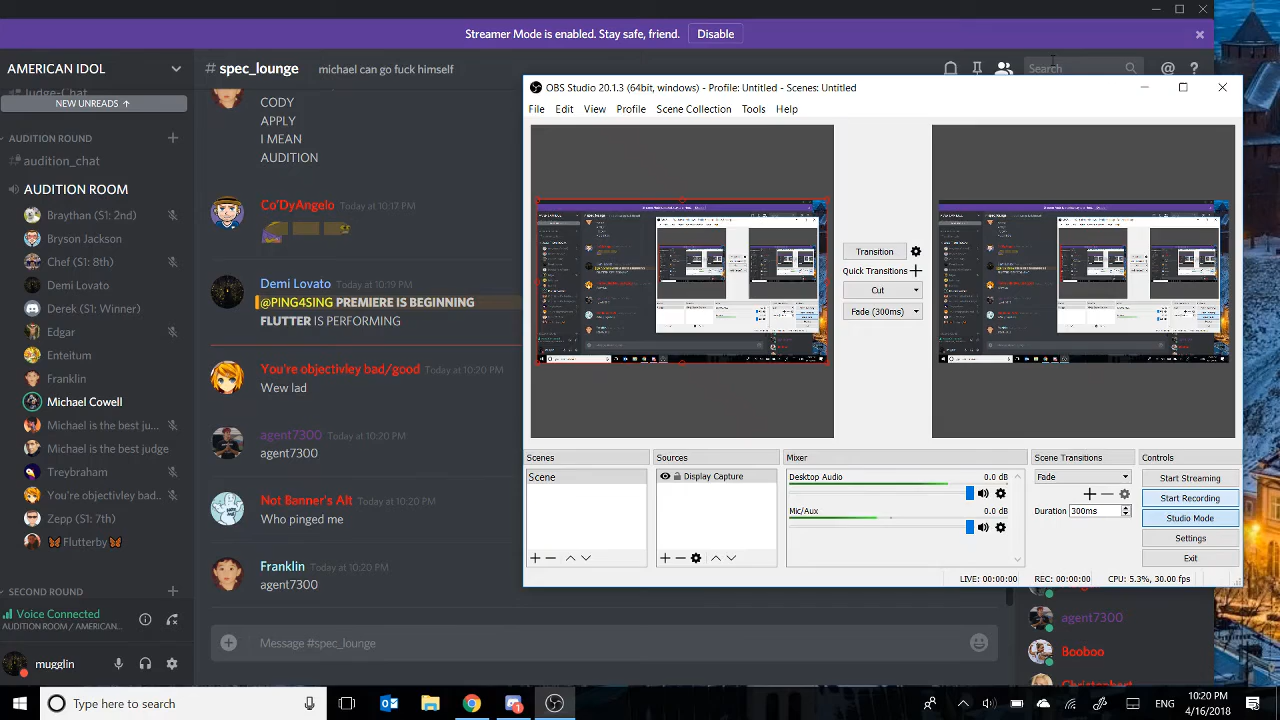 Streamer Mode is enabled. Stay safe, friend.
Disable
AMERICAN IDOL
# spec_lounge
michael can go fuck himself
Search
Judge-Chat
NEW UNREADS ↑
AUDITION ROUND
# audition_chat
AUDITION ROOM
Braythan (S1: 2nd)
Bryson Jackson
Chef (S1: 8th)
Demi Lovato
Derek (S1: Winner)
Edgar
Enteitum
Franklin
Michael Cowell
Michael is the best ju...
Michael is the best judge
Treybraham
You're objectivley bad..
Zepp (S1: 7th)
Flutterby
SECOND ROUND
Voice Connected
AUDITION ROOM / AMERICAN...
mugglin
CODY
APPLY
I MEAN
AUDITION
Co'DyAngelo Today at 10:17 PM
Demi Lovato Today at 10:19 PM
@PING4SING PREMIERE IS BEGINNING
FLUTTER IS PERFORMING
You're objectivley bad/good Today at 10:20 PM
Wew lad
agent7300 Today at 10:20 PM
agent7300
Not Banner's Alt Today at 10:20 PM
Who pinged me
Franklin Today at 10:20 PM
agent7300
Message #spec_lounge
OBS Studio 20.1.3 (64bit, windows) - Profile: Untitled - Scenes: Untitled
File Edit View Profile Scene Collection Tools Help
Transition
Quick Transitions
Cut
Fade (300ms)
Scenes
Scene
Sources
Display Capture
Mixer
Desktop Audio 0.0 dB
Mic/Aux 0.0 dB
Scene Transitions
Fade
Duration 300ms
Controls
Start Streaming
Start Recording
Studio Mode
Settings
Exit
LIVE: 00:00:00 REC: 00:00:00 CPU: 5.3%, 30.00 fps
agent7300
Booboo
Type here to search
ENG
10:20 PM
4/16/2018